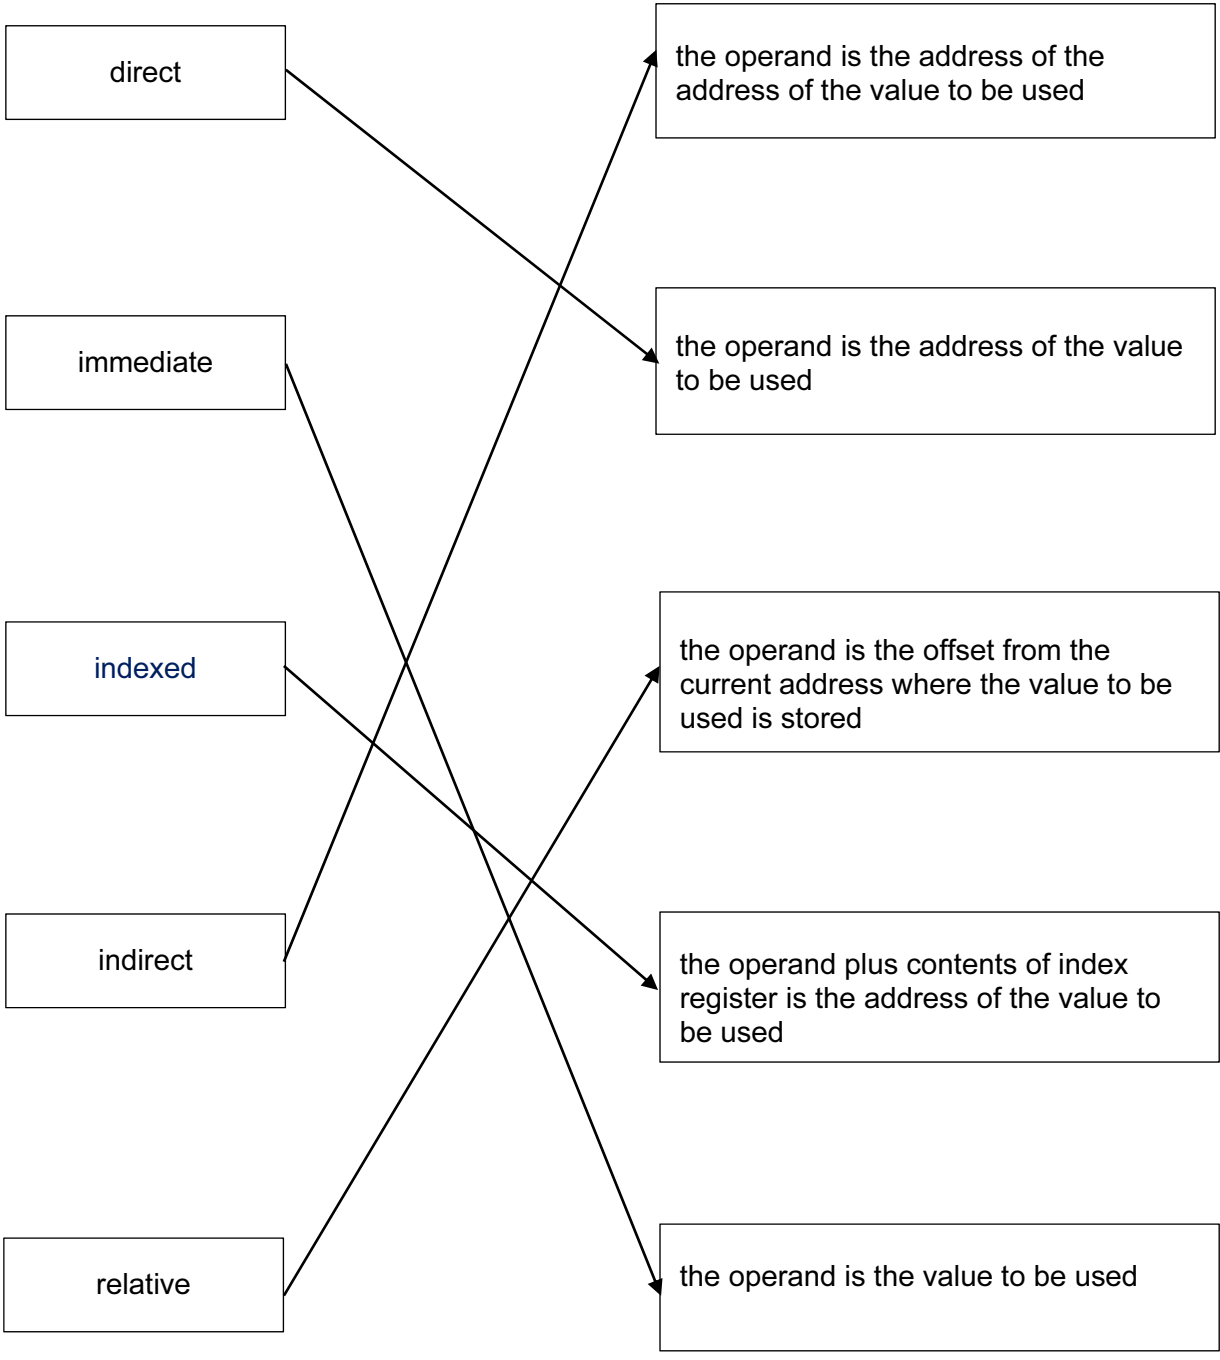 direct
the operand is the address of the
address of the value to be used
immediate
the operand is the address of the value
to be used
indexed
the operand is the offset from the
current address where the value to be
used is stored
indirect
the operand plus contents of index
register is the address of the value to
be used
relative
the operand is the value to be used